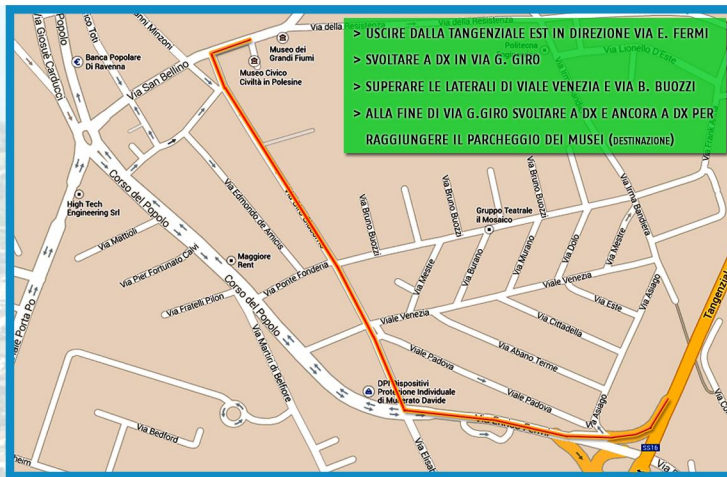 > USCIRE DALLA TANGENZIALE EST IN DIREZIONE VIA E. FERMI
> SVOLTARE A DX IN VIA G. GIRO
> SUPERARE LE LATERALI DI VIALE VENEZIA E VIA B. BUOZZI
> ALLA FINE DI VIA G.GIRO SVOLTARE A DX E ANCORA A DX PER
RAGGIUNGERE IL PARCHEGGIO DEI MUSEI (DESTINAZIONE)
Via della Resistenza
Via della Resistenza
Via Giosuè Carducci
Popolo
Banca Popolare
Di Ravenna
Via San Bellino
Museo dei
Grandi Fiumi
Museo Civico
Civiltà in Polesine
Via Lionello D'Este
Via Irma Bandiera
High Tech
Engineering Srl
Corso del Popolo
Via Edmondo de Amicis
Via Mattioli
Via Pier Fortunato Calvi
Maggiore
Rent
Corso del Popolo
Via Ponte Fonderia
Via Fratelli Pilon
Via Martiri di Belfiore
Via Bruno Buozzi
Via Bruno Buozzi
Via Bruno Buozzi
Gruppo Teatrale
il Mosaico
Via Mestre
Via Burano
Via Murano
Via Dolo
Via Mestre
Via Asiago
Viale Venezia
Viale Venezia
Via Este
Via Cittadella
Via Abano Terme
Viale Padova
Viale Padova
Via Asiago
DPI Dispositivi
Protezione Individuale
di Muserato Davide
Via Bedford
Tangenzial
SS16